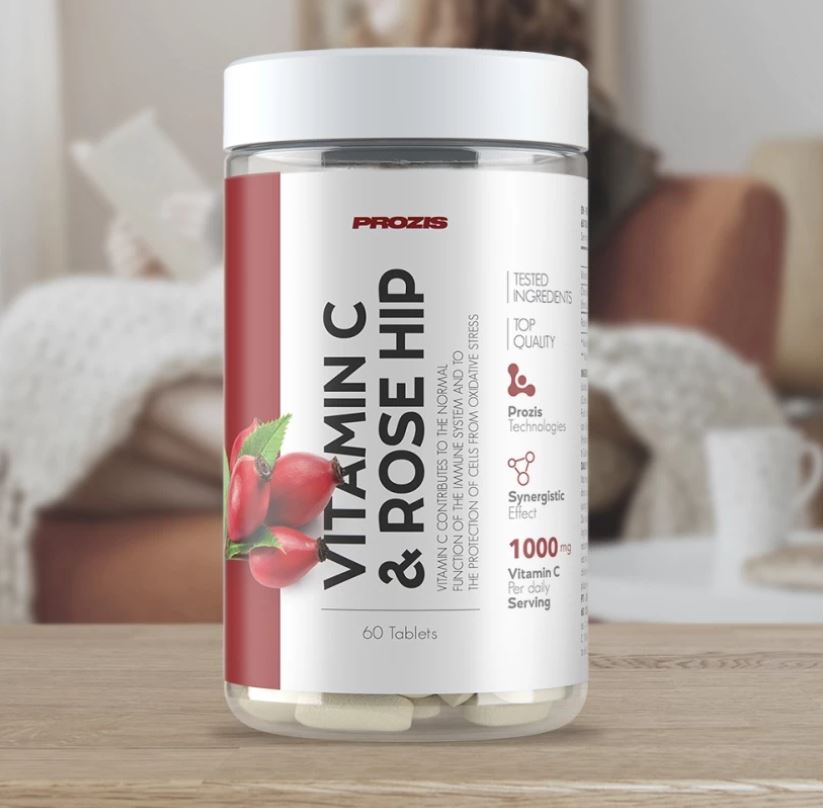 PROZIS
VITAMIN C
& ROSE HIP
VITAMIN C CONTRIBUTES TO THE NORMAL
FUNCTION OF THE IMMUNE SYSTEM AND TO
THE PROTECTION OF CELLS FROM OXIDATIVE STRESS
60 Tablets
TESTED
INGREDIENTS
TOP
QUALITY
Prozis
Technologies
Synergistic
Effect
1000mg
Vitamin C
Per daily
Serving